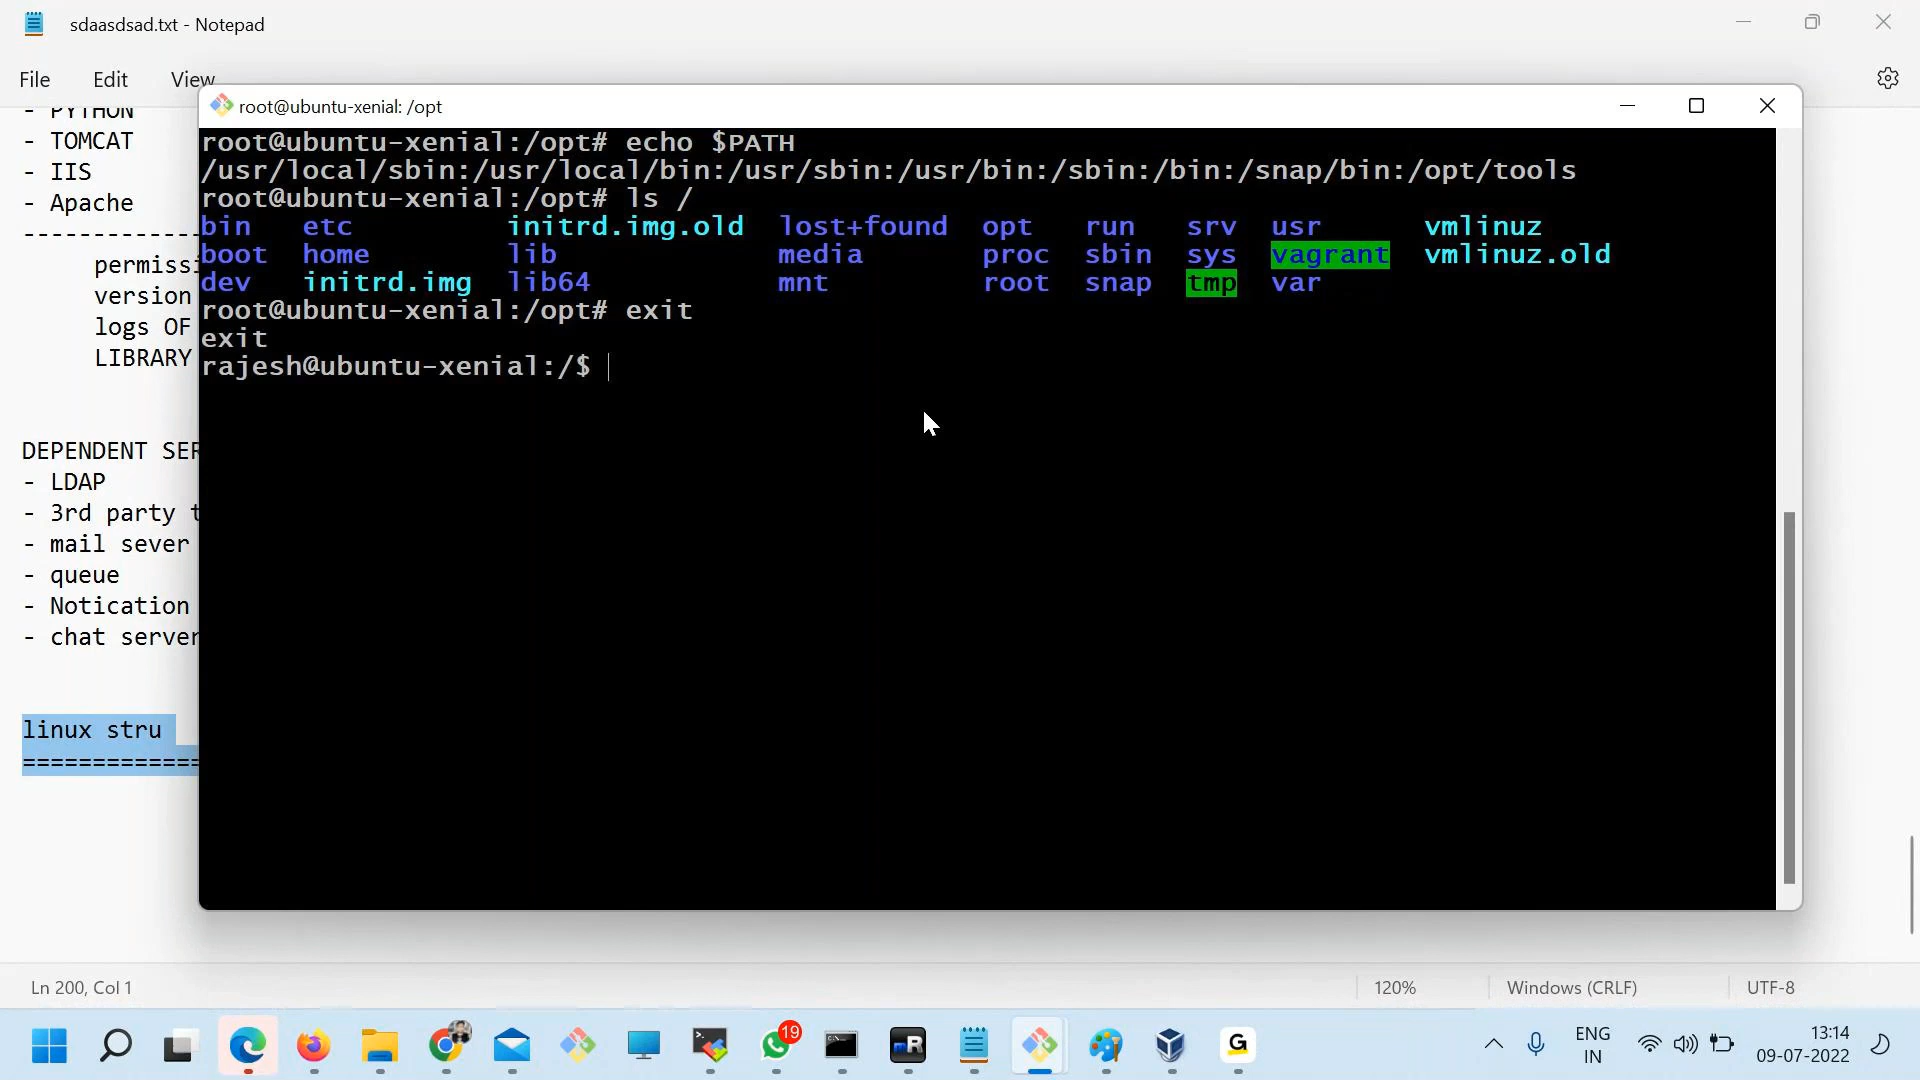 sdaasdsad.txt - Notepad
File Edit View
- PYTHON
- TOMCAT
- IIS
- Apache
--------------
permissi
version
logs OF
LIBRARY
DEPENDENT SER
- LDAP
- 3rd party t
- mail sever
- queue
- Notication
- chat server
linux stru
=============
root@ubuntu-xenial: /opt
root@ubuntu-xenial:/opt# echo $PATH
/usr/local/sbin:/usr/local/bin:/usr/sbin:/usr/bin:/sbin:/bin:/snap/bin:/opt/tools
root@ubuntu-xenial:/opt# ls /
bin etc initrd.img.old lost+found opt run srv usr vmlinuz
boot home lib media proc sbin sys vagrant vmlinuz.old
dev initrd.img lib64 mnt root snap tmp var
root@ubuntu-xenial:/opt# exit
exit
rajesh@ubuntu-xenial:/$
Ln 200, Col 1 120% Windows (CRLF) UTF-8
19
ENG
IN
13:14
09-07-2022